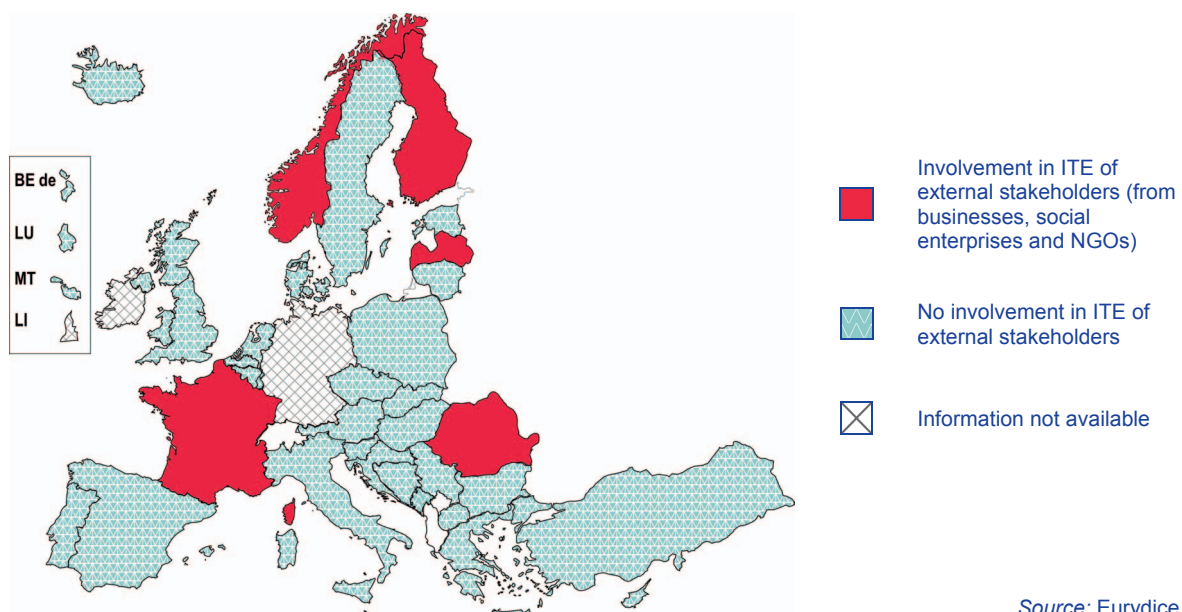 BE de
LU
MT
LI
Involvement in ITE of
external stakeholders (from
businesses, social
enterprises and NGOs)
No involvement in ITE of
external stakeholders
Information not available
Source: Eurydice